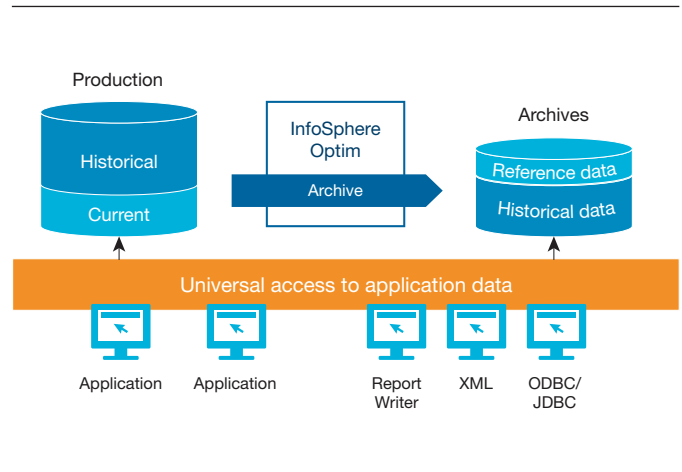 Production
Historical
Current
InfoSphere
Optim
Archive
Archives
Reference data
Historical data
Universal access to application data
Application
Application
Report
Writer
XML
ODBC/
JDBC